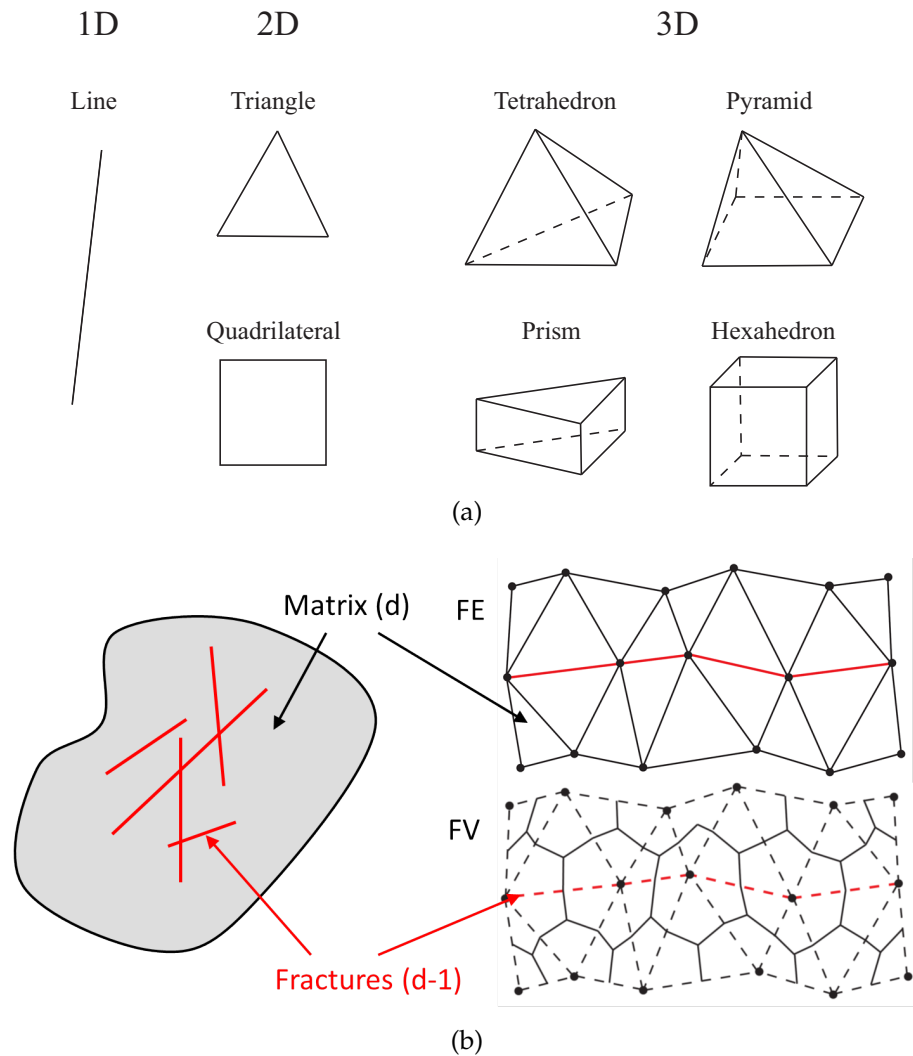 1D 2D 3D
Line Triangle Tetrahedron Pyramid
Quadrilateral Prism Hexahedron
(a)
Matrix (d) FE
FV
Fractures (d-1)
(b)